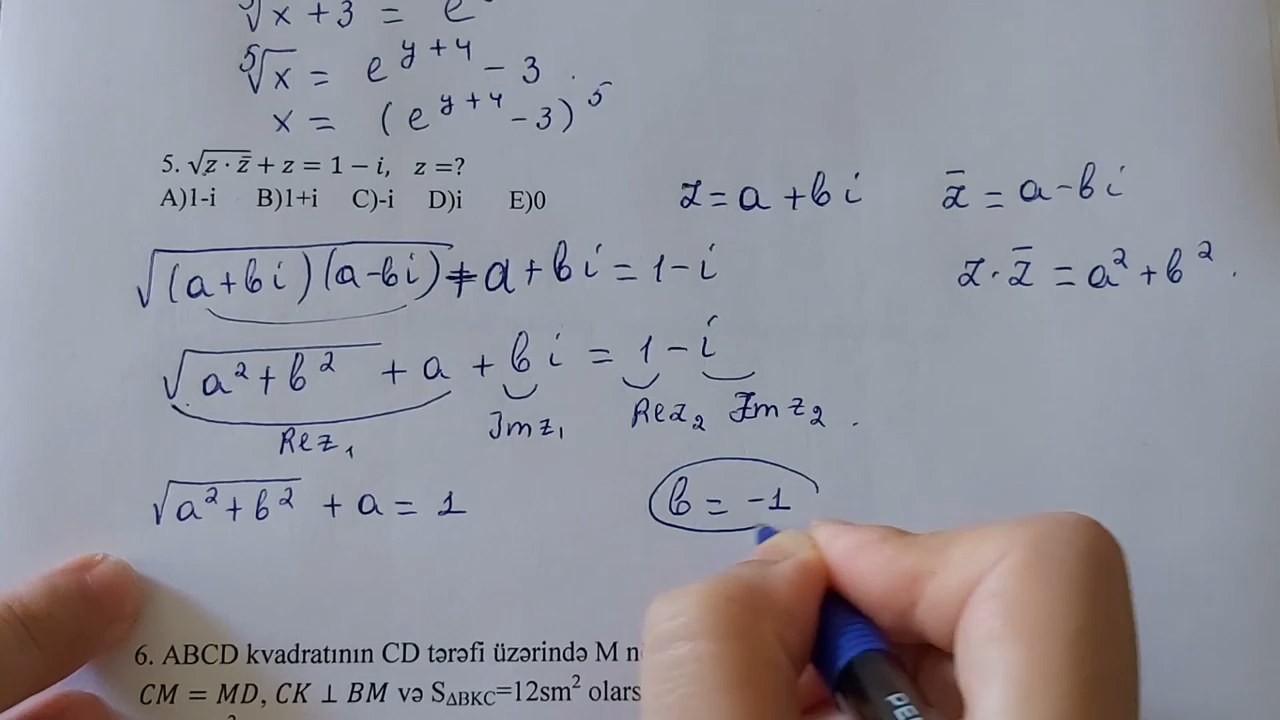 ∛x + 3 = e
⁵√x = e^(y+4) - 3
x = (e^(y+4) - 3)^5
5. √(z · z̄) + z = 1 − i, z =?
A)1-i B)1+i C)-i D)i E)0
z = a + bi z̄ = a - bi
√((a+bi)(a-bi)) + a + bi = 1 - i
z · z̄ = a² + b².
√(a² + b²) + a + bi = 1 - i
Re z₁ Im z₁ Re z₂ Im z₂.
√(a² + b²) + a = 1 b = -1
6. ABCD kvadratının CD tərəfi üzərində M
CM = MD, CK ⊥ BM və S△BKC=12sm² olars
PE